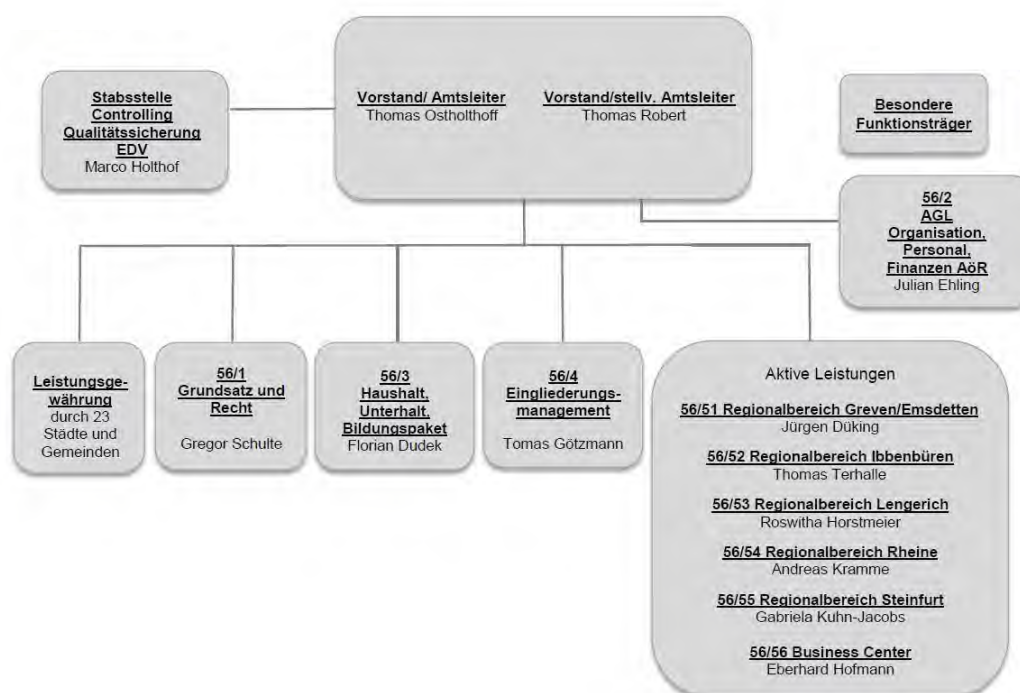 Stabsstelle
Controlling
Qualitätssicherung
EDV
Marco Holthof
Vorstand/ Amtsleiter
Thomas Ostholthoff
Vorstand/stellv. Amtsleiter
Thomas Robert
Besondere
Funktionsträger
56/2
AGL
Organisation,
Personal,
Finanzen AöR
Julian Ehling
Leistungsge-
währung
durch 23
Städte und
Gemeinden
56/1
Grundsatz und
Recht
Gregor Schulte
56/3
Haushalt,
Unterhalt,
Bildungspaket
Florian Dudek
56/4
Eingliederungs-
management
Tomas Götzmann
Aktive Leistungen
56/51 Regionalbereich Greven/Emsdetten
Jürgen Düking
56/52 Regionalbereich Ibbenbüren
Thomas Terhalle
56/53 Regionalbereich Lengerich
Roswitha Horstmeier
56/54 Regionalbereich Rheine
Andreas Kramme
56/55 Regionalbereich Steinfurt
Gabriela Kuhn-Jacobs
56/56 Business Center
Eberhard Hofmann